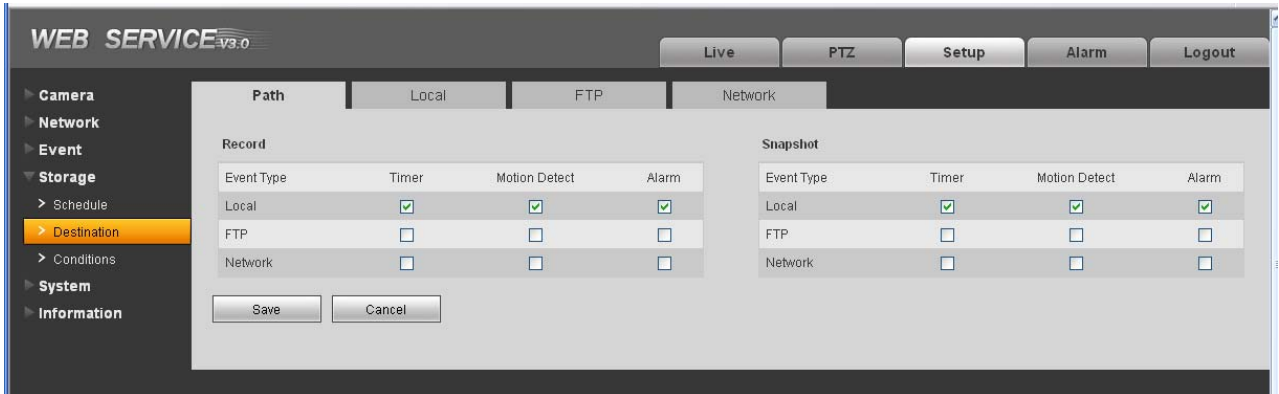 WEB SERVICE V3.0
Live PTZ Setup Alarm Logout
Camera
Network
Event
Storage
> Schedule
> Destination
> Conditions
System
Information
Path Local FTP Network
Record
Event Type Timer Motion Detect Alarm
Local
FTP
Network
Save Cancel
Snapshot
Event Type Timer Motion Detect Alarm
Local
FTP
Network